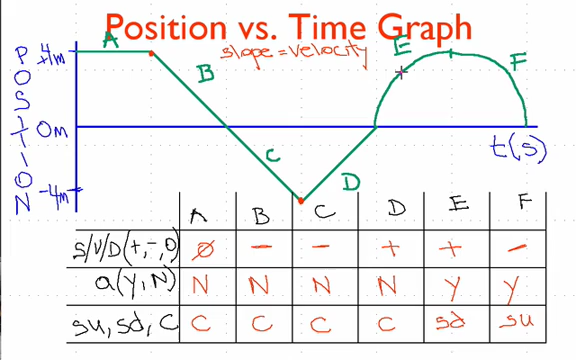 Position vs. Time Graph
slope = velocity
POSITION
+4m
0m
-4m
t(s)
A
B
C
D
E
F
A B C D E F
S/V/D(+,-,0) ∅ - - + + -
a(Y,N) N N N N Y Y
su, sd, C C C C C sd su